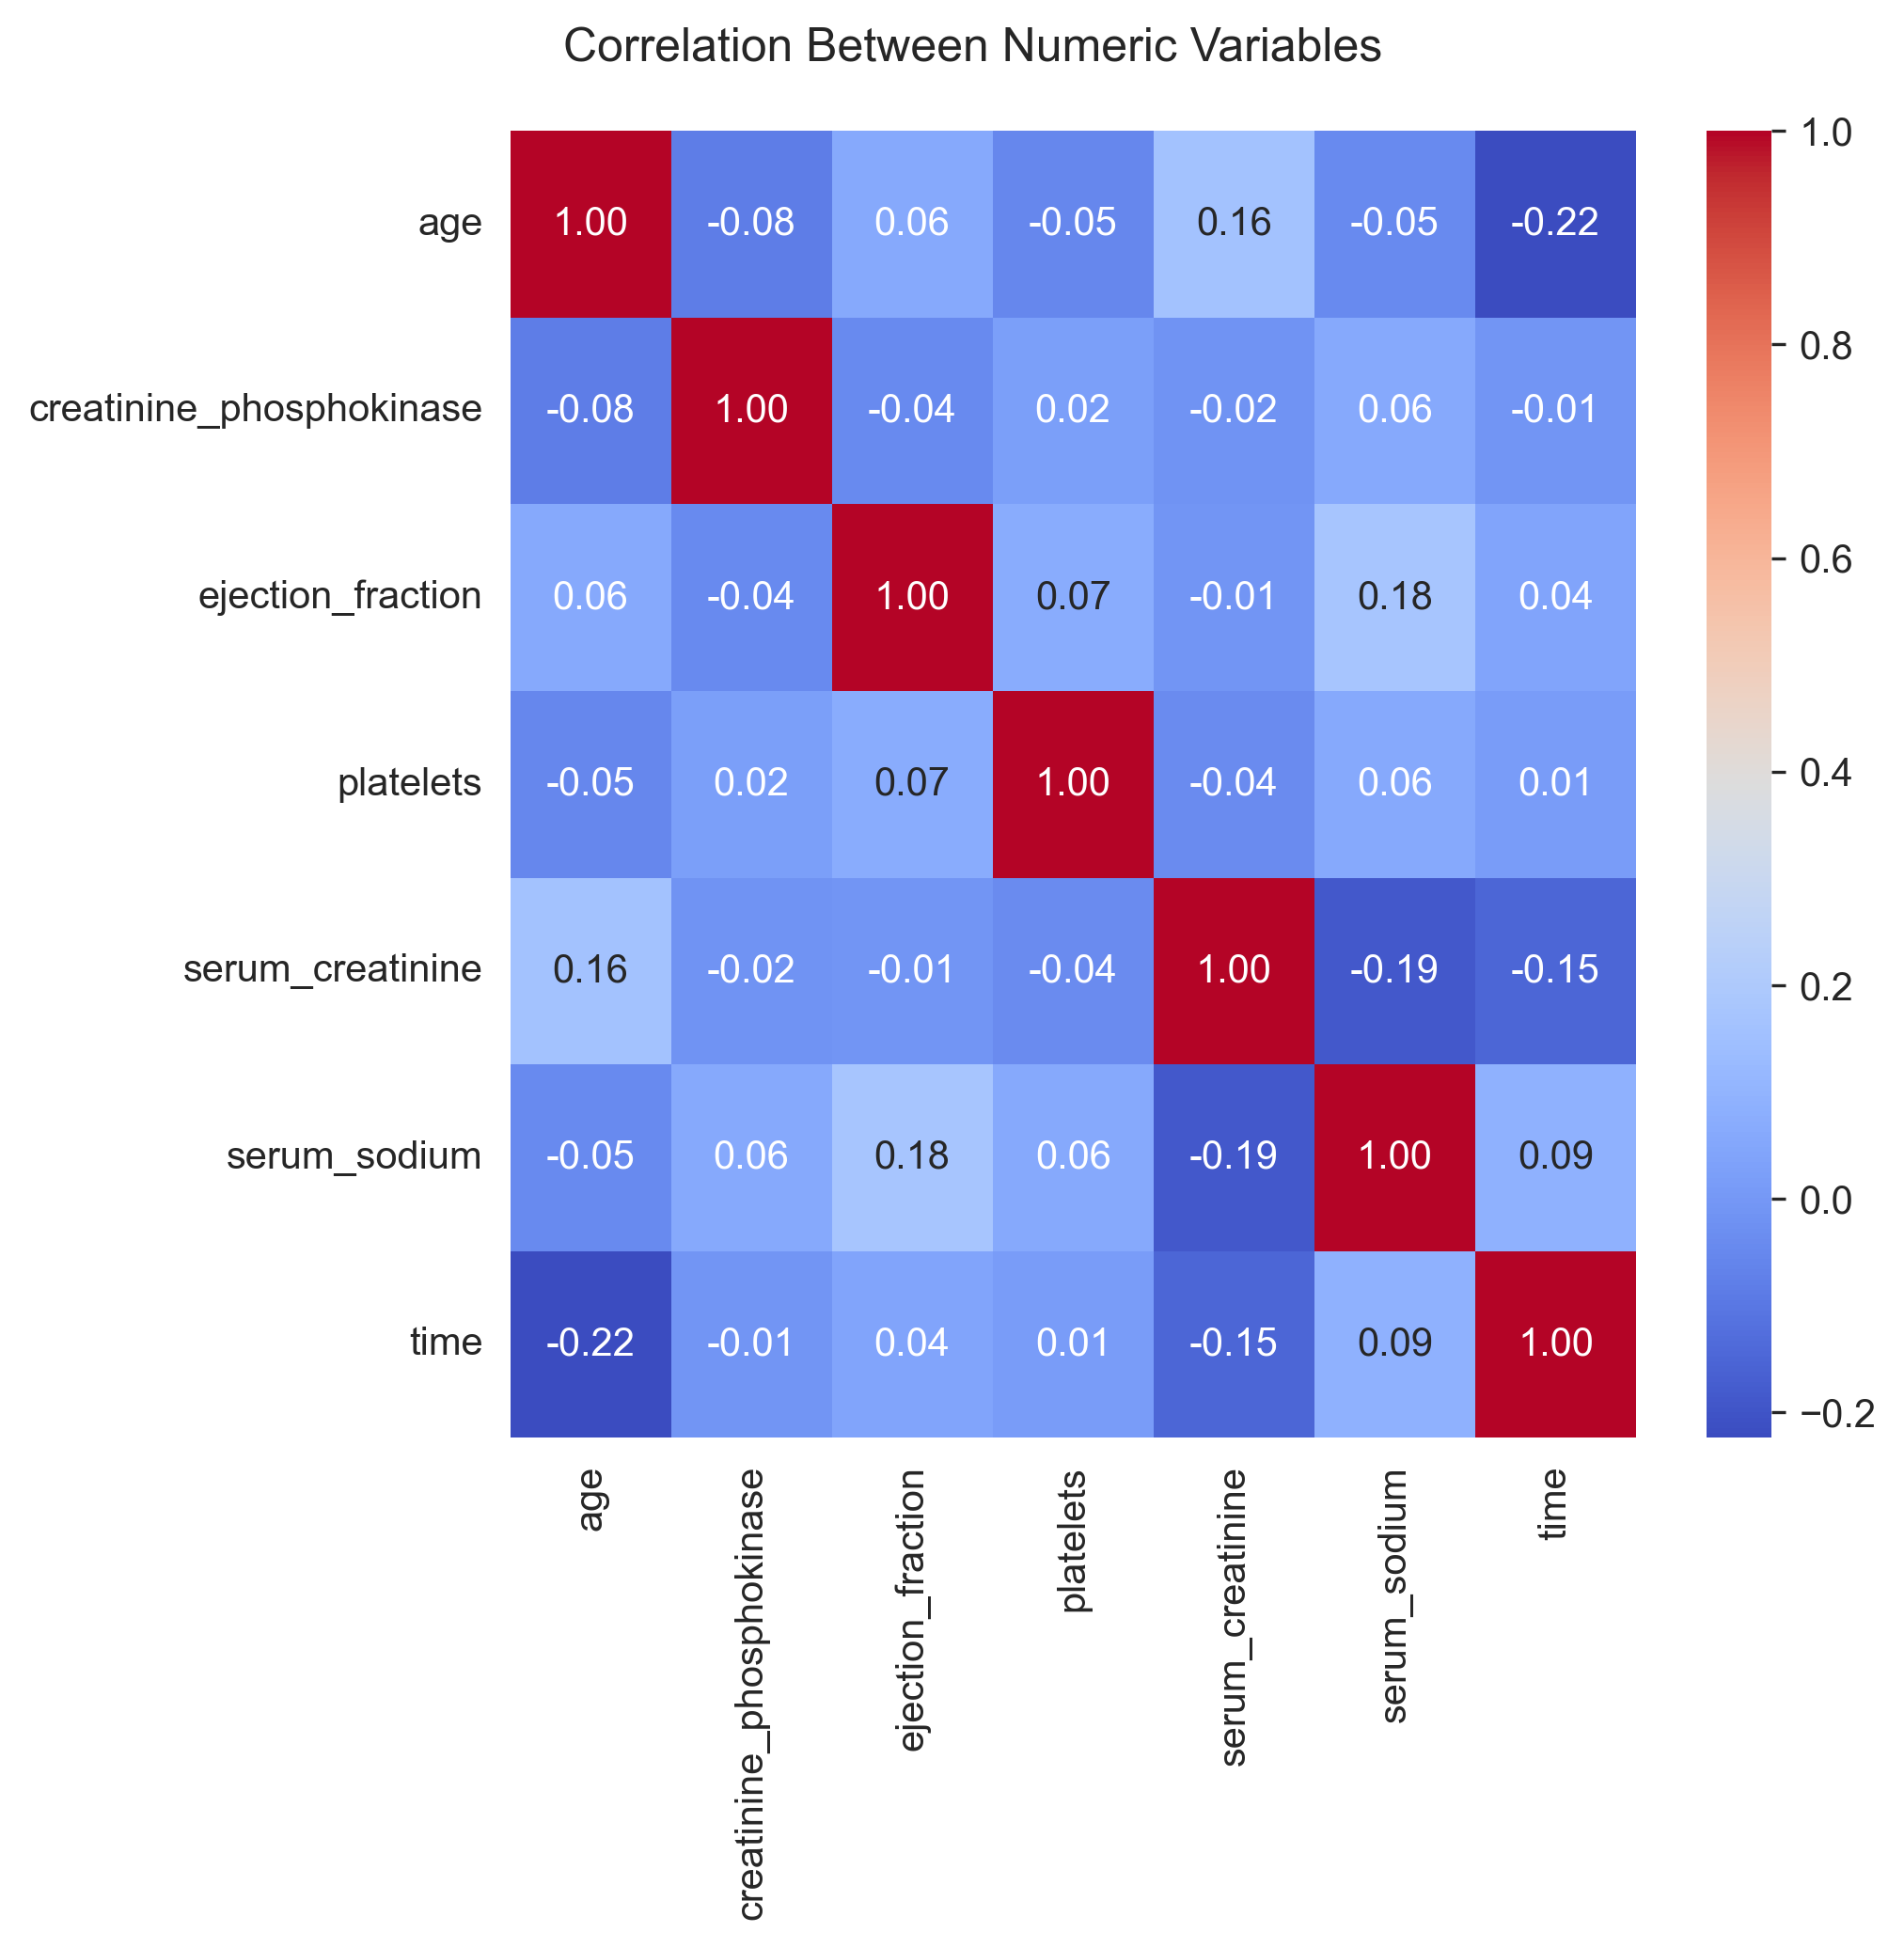 Correlation Between Numeric Variables
age 1.00 -0.08 0.06 -0.05 0.16 -0.05 -0.22
creatinine_phosphokinase -0.08 1.00 -0.04 0.02 -0.02 0.06 -0.01
ejection_fraction 0.06 -0.04 1.00 0.07 -0.01 0.18 0.04
platelets -0.05 0.02 0.07 1.00 -0.04 0.06 0.01
serum_creatinine 0.16 -0.02 -0.01 -0.04 1.00 -0.19 -0.15
serum_sodium -0.05 0.06 0.18 0.06 -0.19 1.00 0.09
time -0.22 -0.01 0.04 0.01 -0.15 0.09 1.00
age
creatinine_phosphokinase
ejection_fraction
platelets
serum_creatinine
serum_sodium
time
1.0
0.8
0.6
0.4
0.2
0.0
−0.2